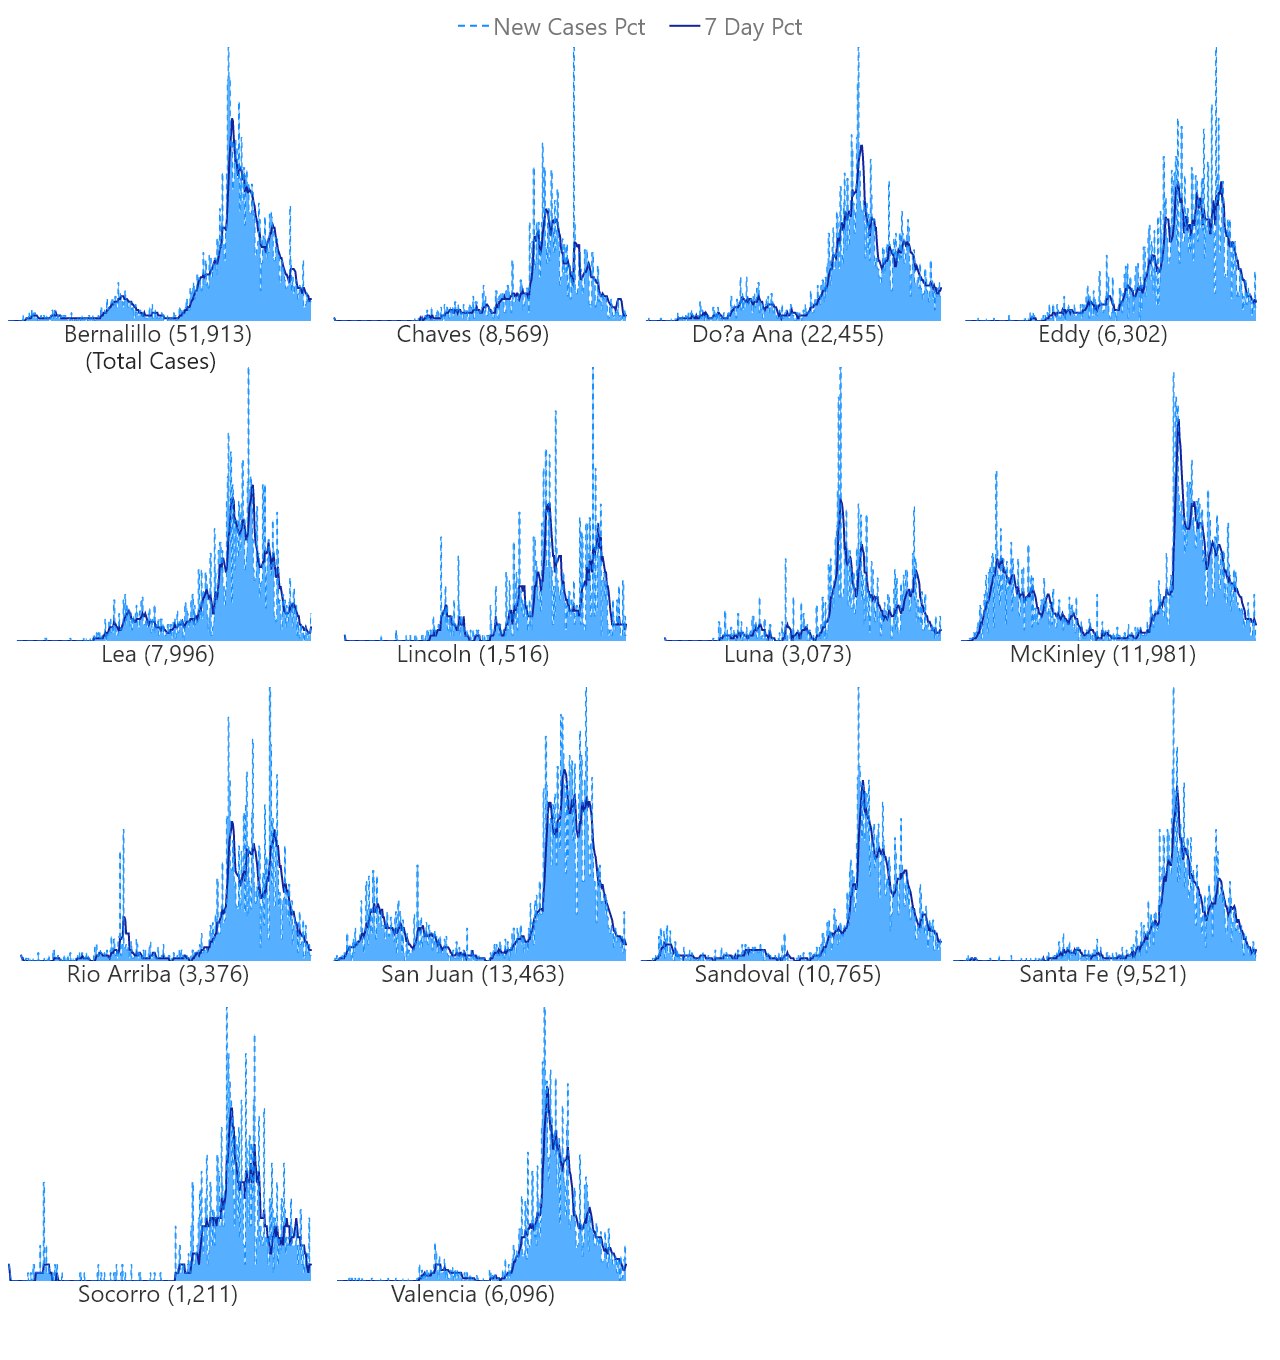 New Cases Pct 7 Day Pct
Bernalillo (51,913)
(Total Cases)
Chaves (8,569)
Do?a Ana (22,455)
Eddy (6,302)
Lea (7,996)
Lincoln (1,516)
Luna (3,073)
McKinley (11,981)
Rio Arriba (3,376)
San Juan (13,463)
Sandoval (10,765)
Santa Fe (9,521)
Socorro (1,211)
Valencia (6,096)